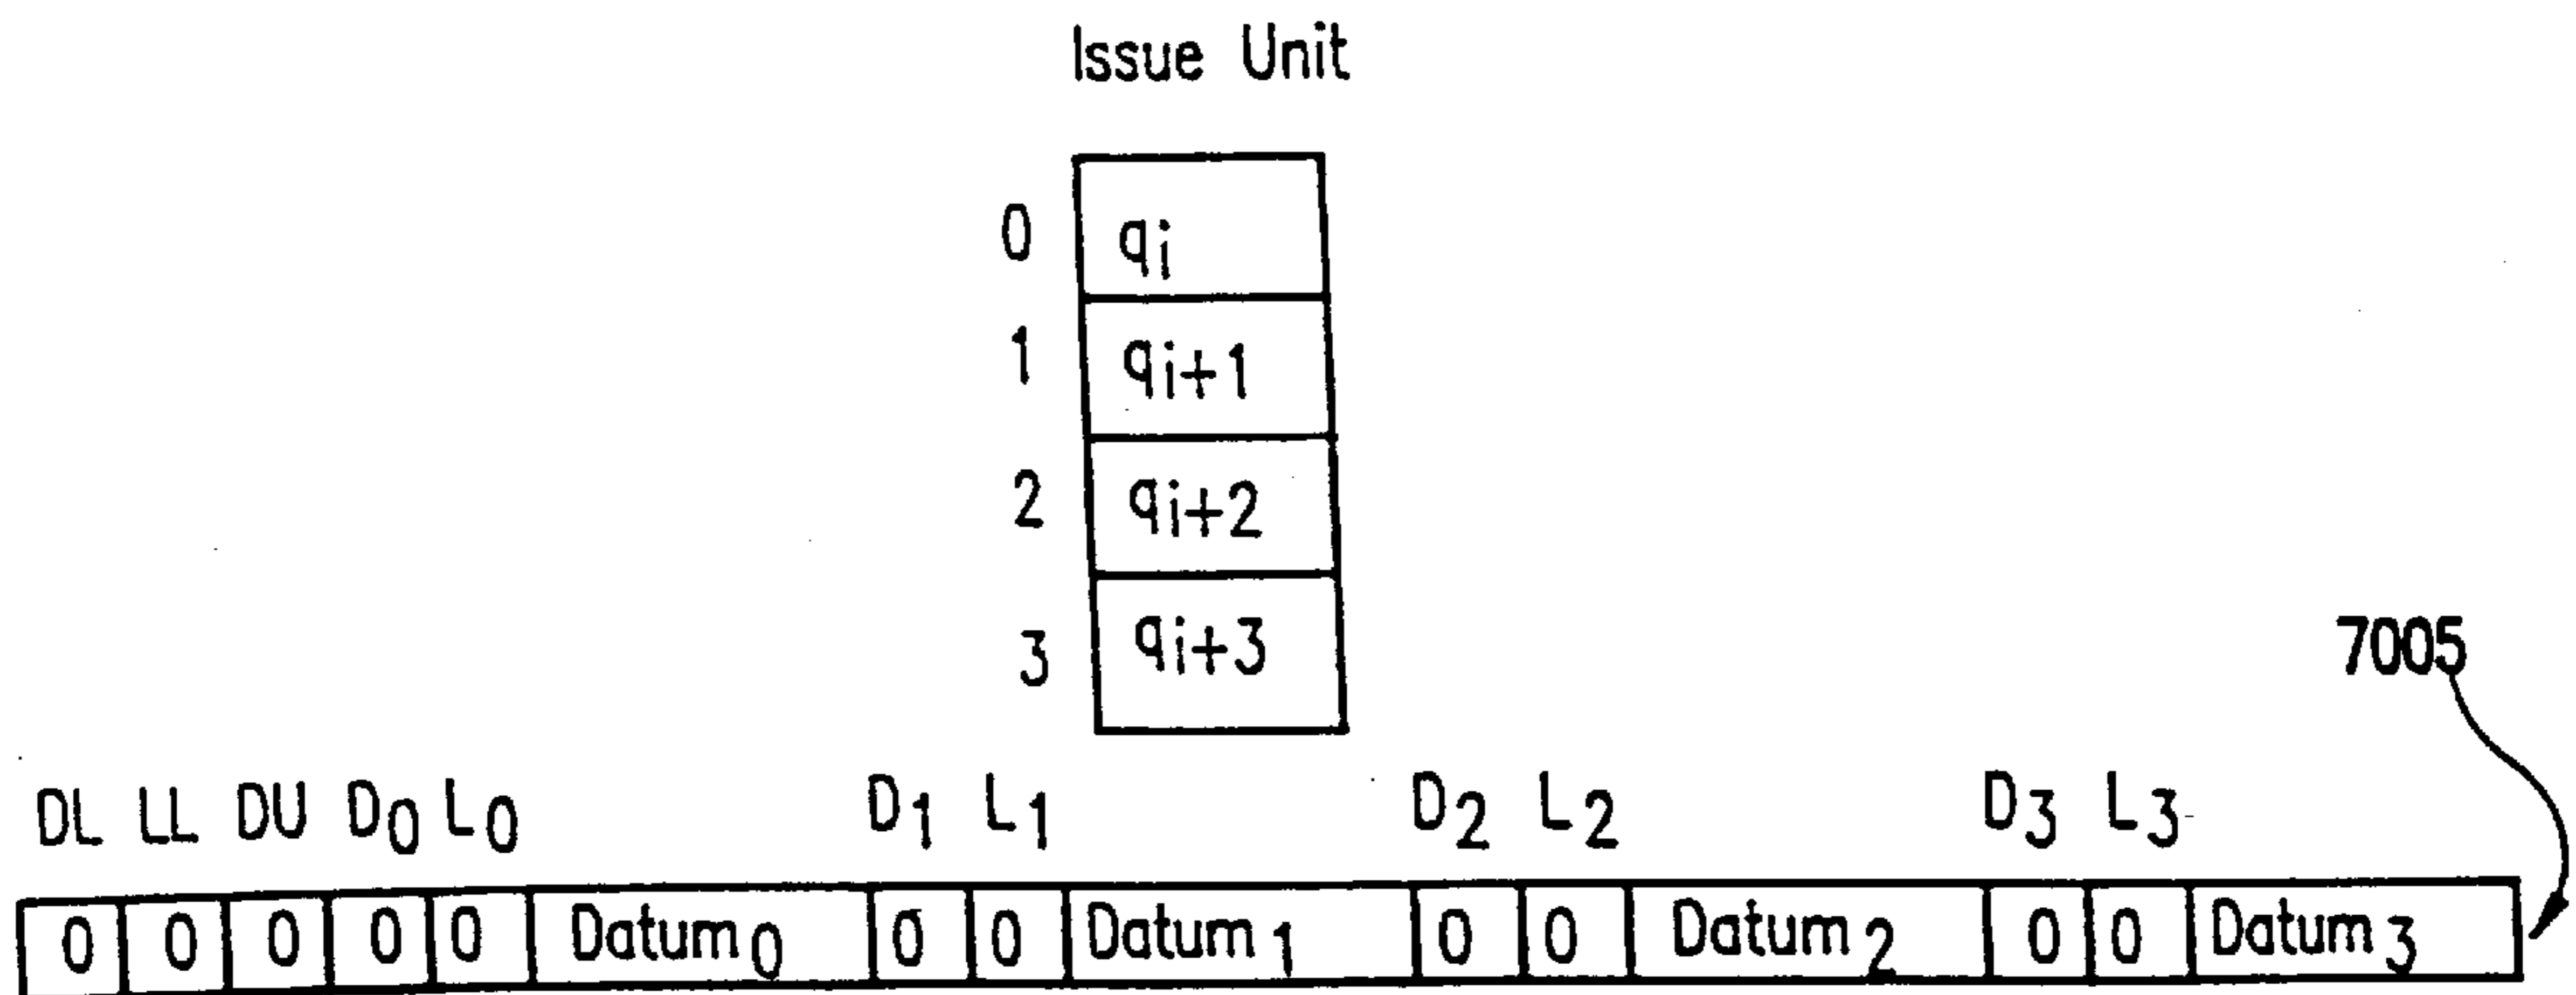 Issue Unit
0 qi
1 qi+1
2 qi+2
3 qi+3
7005
DL LL DU D0 L0 D1 L1 D2 L2 D3 L3
0 0 0 0 0 Datum0 0 0 Datum1 0 0 Datum2 0 0 Datum3